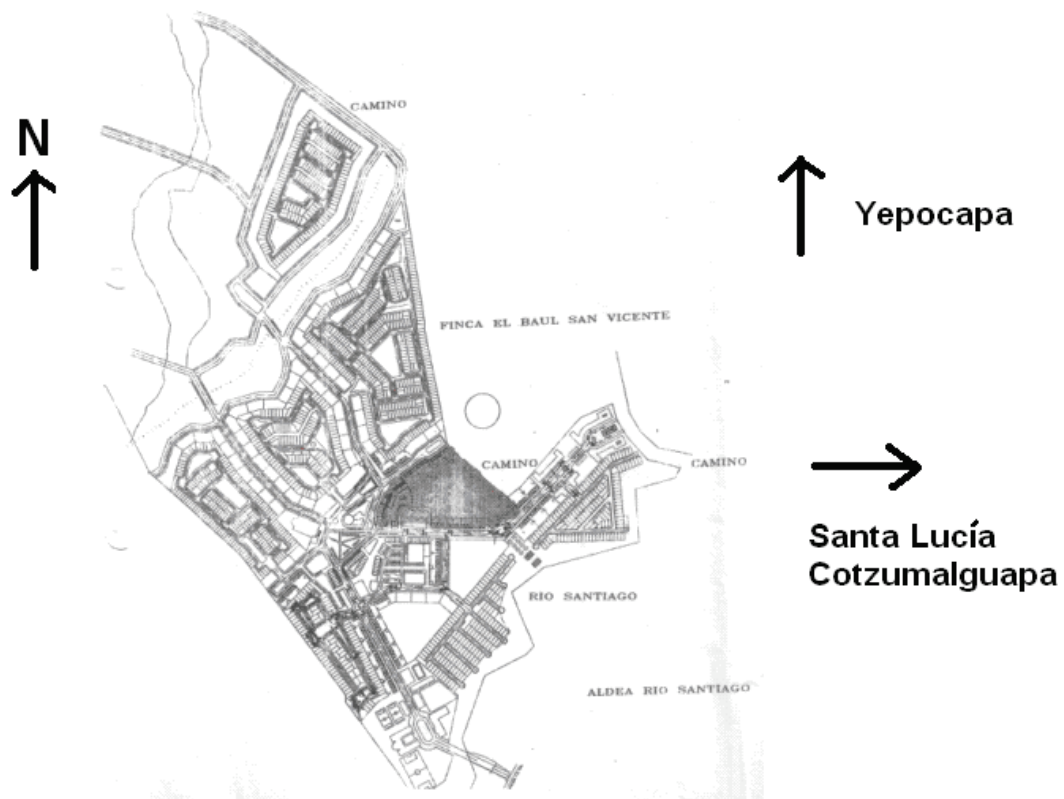 CAMINO
N
Yepocapa
FINCA EL BAUL SAN VICENTE
CAMINO
CAMINO
Santa Lucía
Cotzumalguapa
RIO SANTIAGO
ALDEA RIO SANTIAGO